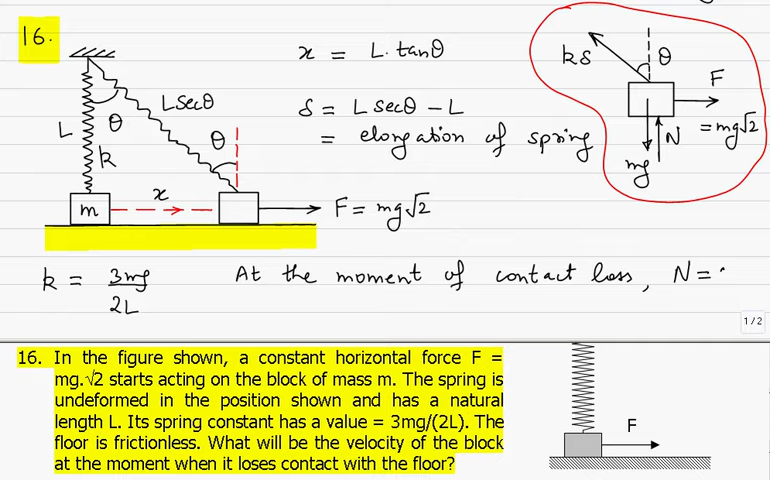 16.
x = L. tanθ
kδ
θ
F
L secθ
L
θ
θ
δ = L secθ - L
= mg√2
N
k
= elongation of spring
mg
x
m
F = mg√2
k = 3mg / 2L
At the moment of contact loss, N =
1 / 2
16. In the figure shown, a constant horizontal force F =
mg.√2 starts acting on the block of mass m. The spring is
undeformed in the position shown and has a natural
length L. Its spring constant has a value = 3mg/(2L). The
floor is frictionless. What will be the velocity of the block
at the moment when it loses contact with the floor?
F